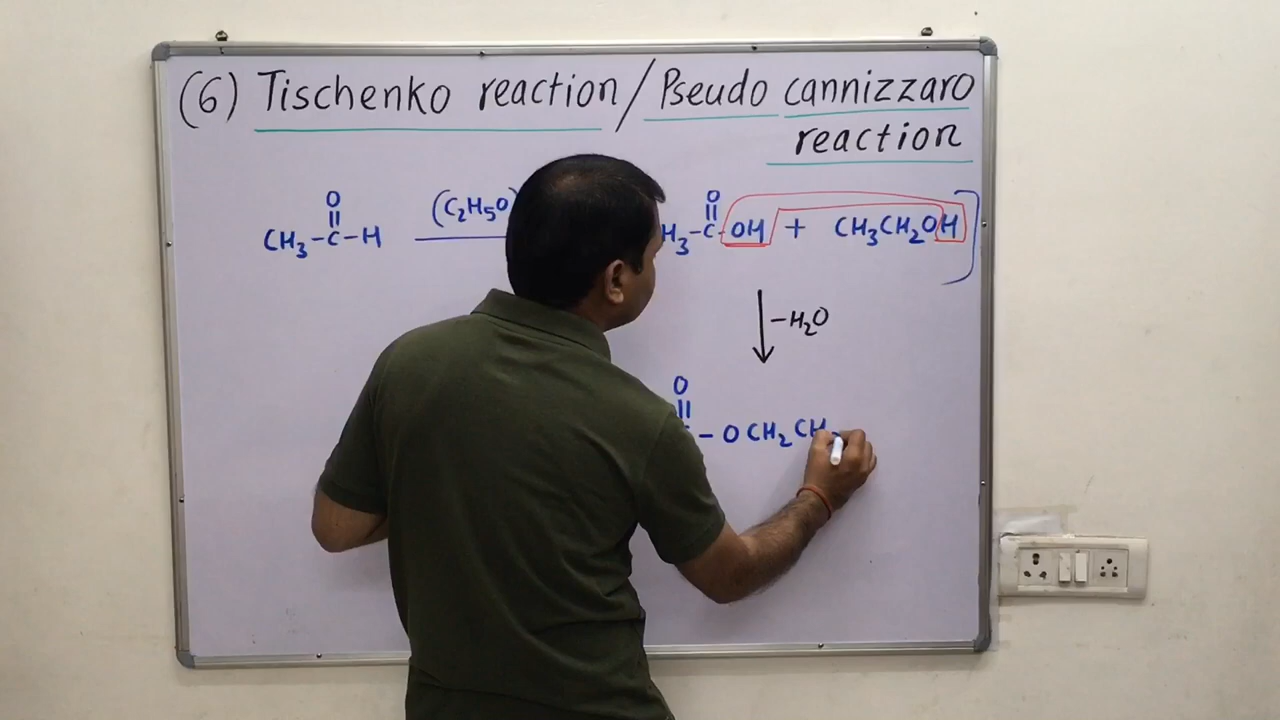 (6) Tischenko reaction / Pseudo cannizzaro
reaction
O O
CH3-C-H (C2H5O) H3-C-OH + CH3CH2OH
-H2O
O
- OCH2CH